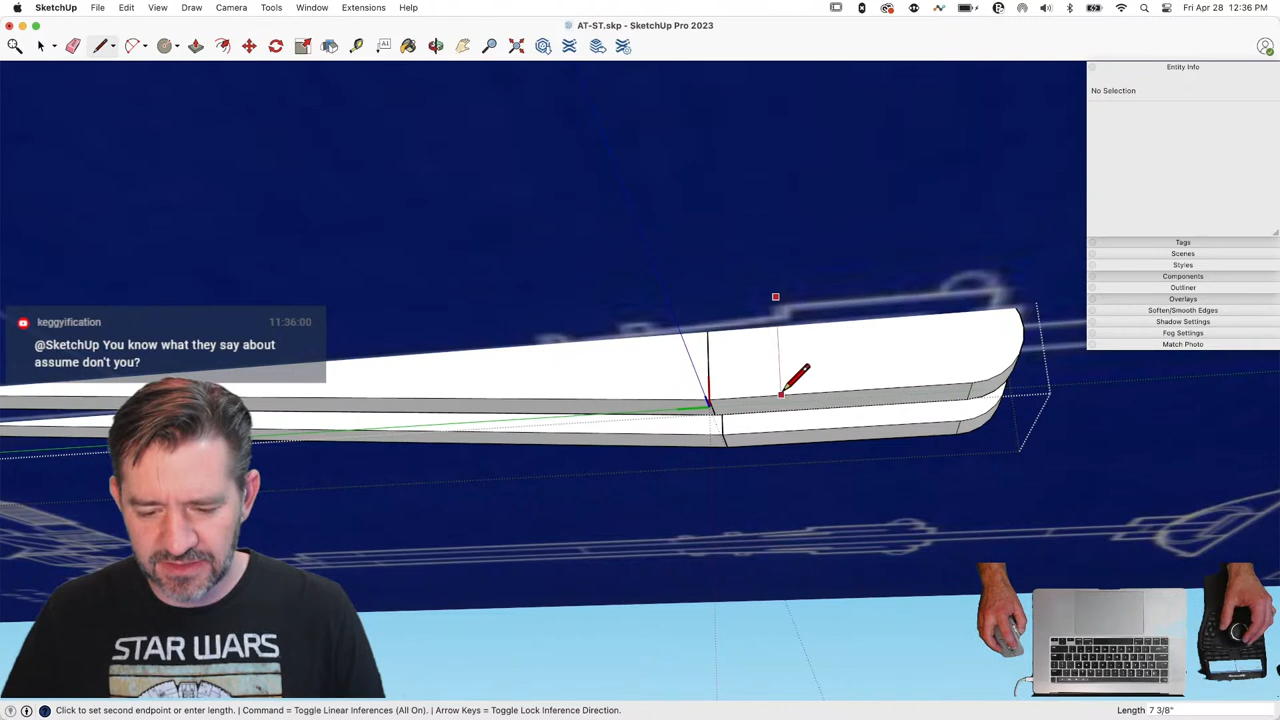 SketchUp File Edit View Draw Camera Tools Window Extensions Help
Fri Apr 28 12:36 PM
AT-ST.skp - SketchUp Pro 2023
Entity Info
No Selection
Tags
Scenes
Styles
Components
Outliner
Overlays
Soften/Smooth Edges
Shadow Settings
Fog Settings
Match Photo
keggyification 11:36:00
@SketchUp You know what they say about
assume don't you?
STAR WARS
Click to set second endpoint or enter length. | Command = Toggle Linear Inferences (All On). | Arrow Keys = Toggle Lock Inference Direction.
Length 7 3/8"